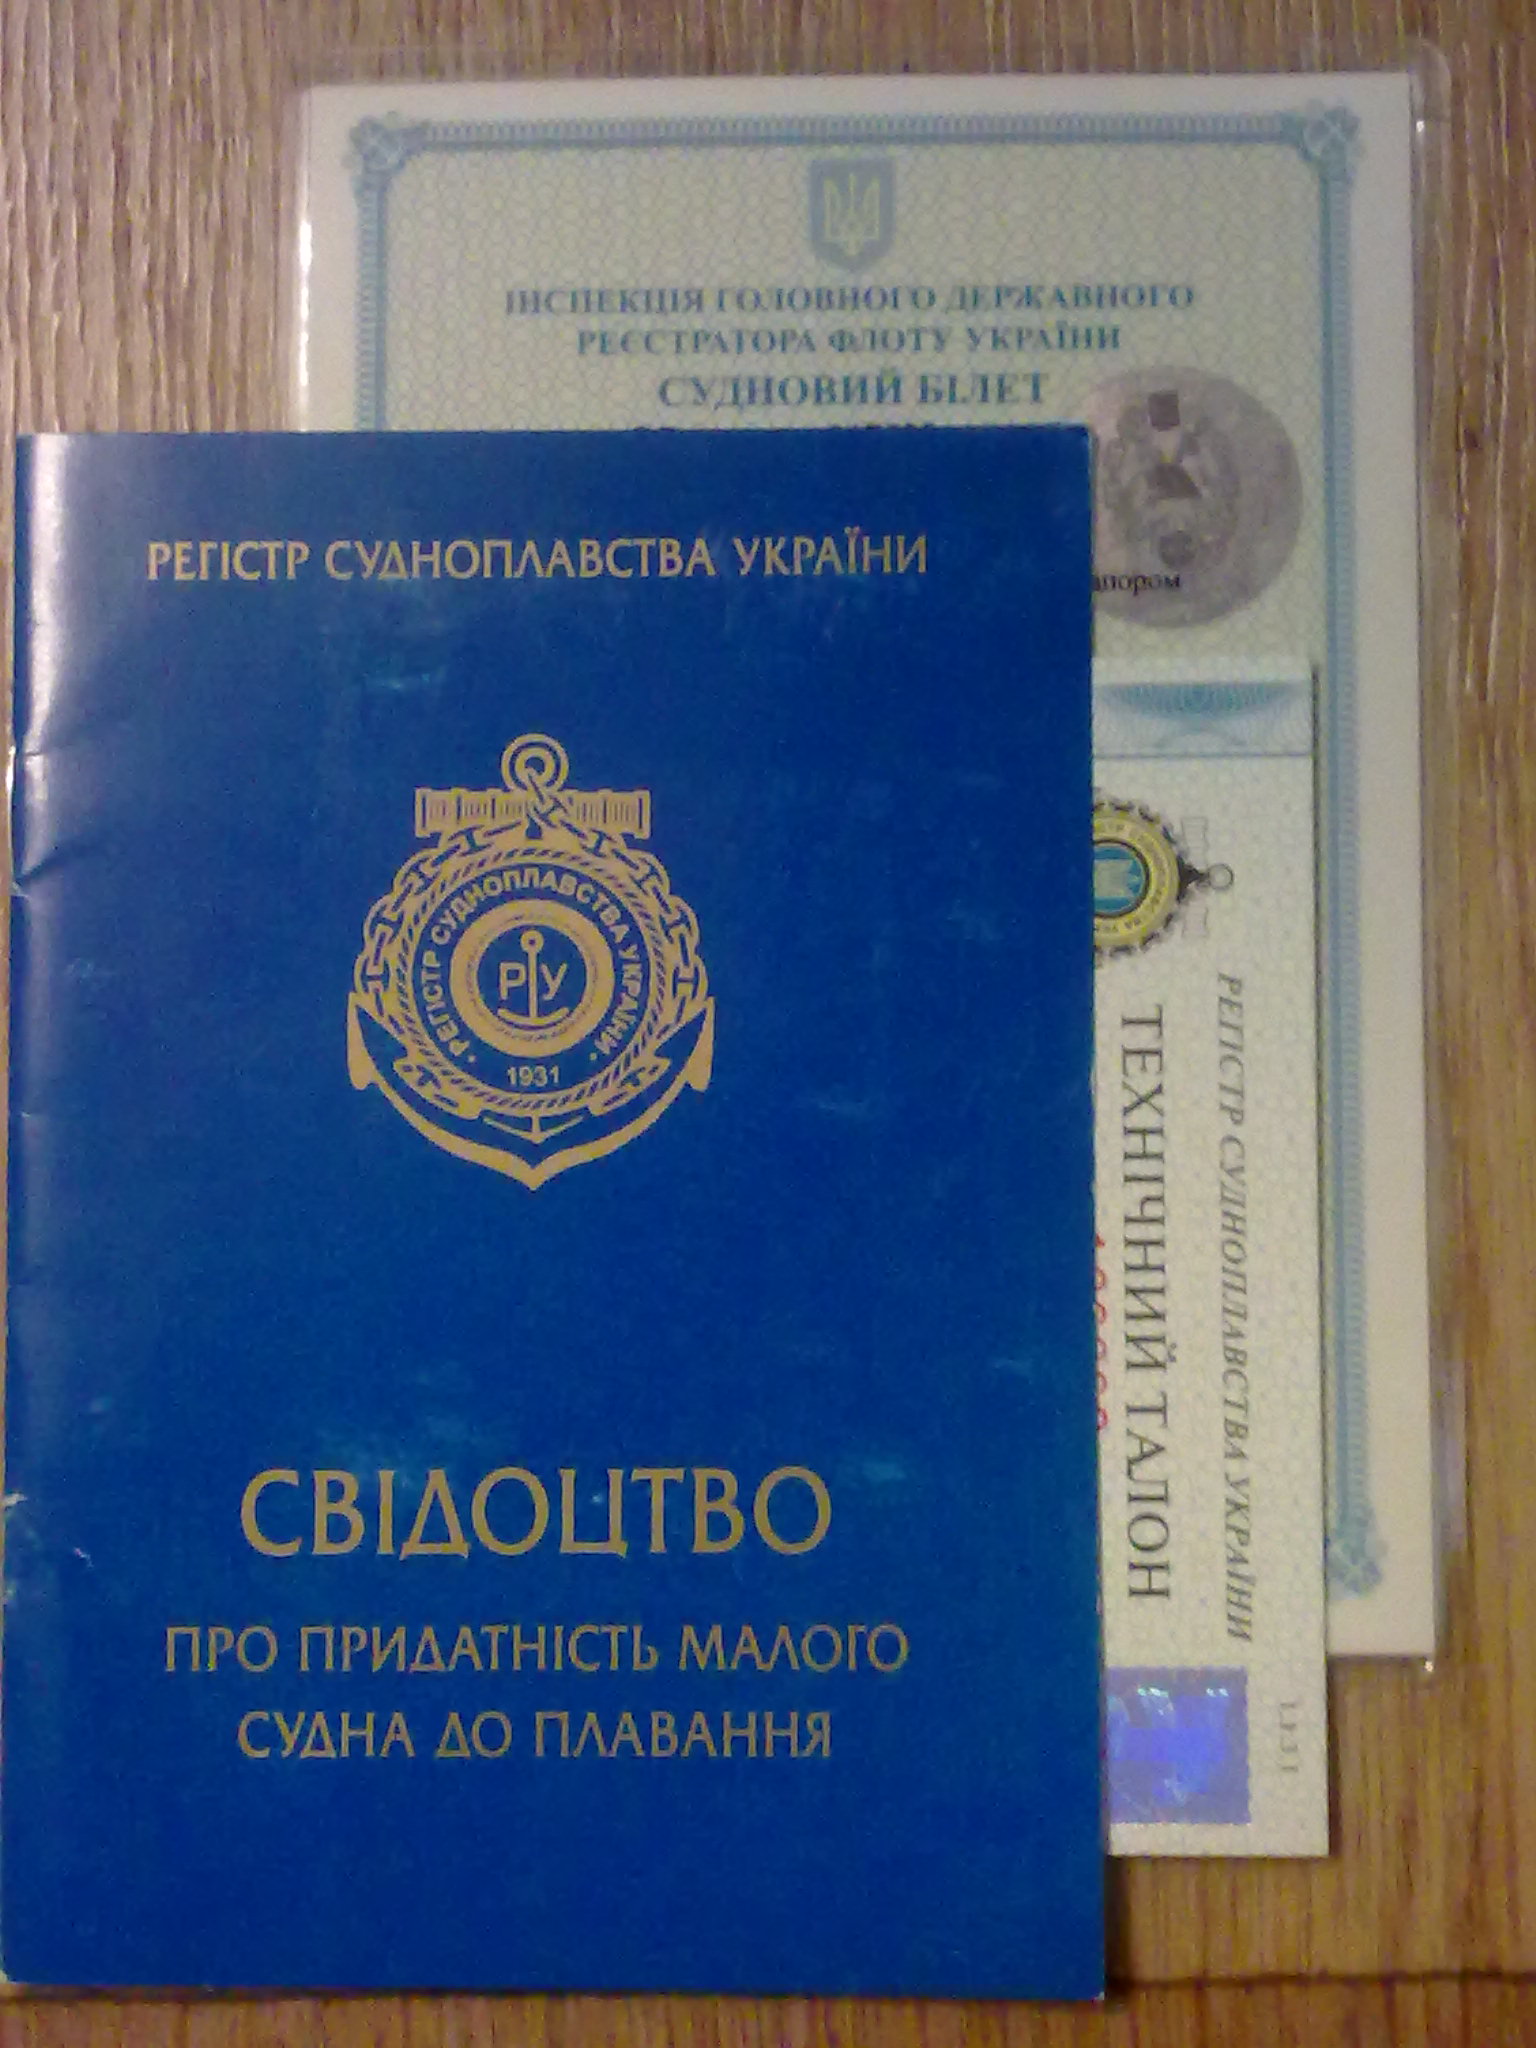 ІНСПЕКЦІЯ ГОЛОВНОГО ДЕРЖАВНОГО
РЕЄСТРАТОРА ФЛОТУ УКРАЇНИ
СУДНОВИЙ БІЛЕТ
апором
РЕГІСТР СУДНОПЛАВСТВА УКРАЇНИ
РЕГІСТР СУДНОПЛАВСТВА УКРАЇНИ
РУ
1931
СВІДОЦТВО
ПРО ПРИДАТНІСТЬ МАЛОГО
СУДНА ДО ПЛАВАННЯ
РЕГІСТР СУДНОПЛАВСТВА УКРАЇНИ
ТЕХНІЧНИЙ ТАЛОН